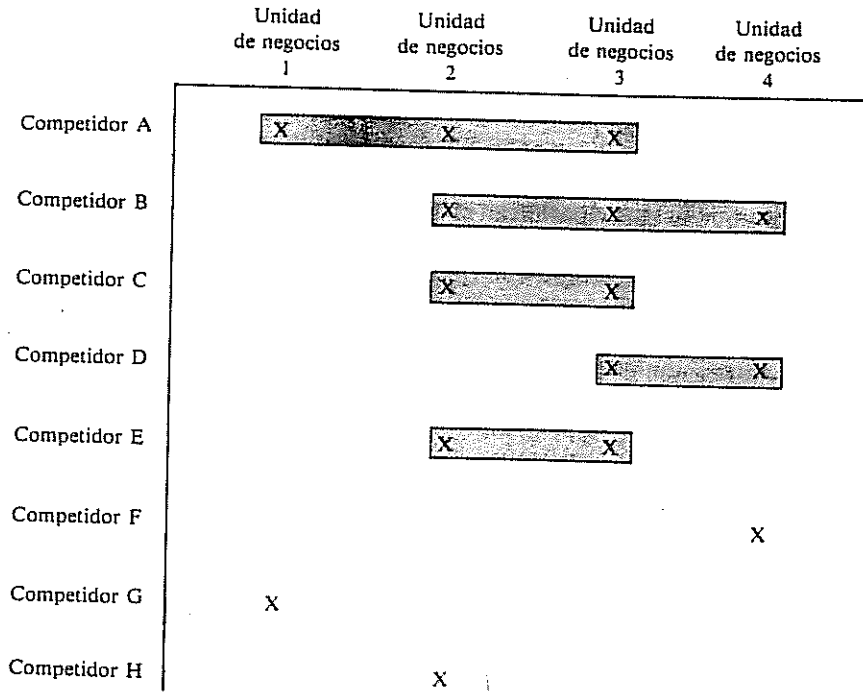 Unidad de negocios 1
Unidad de negocios 2
Unidad de negocios 3
Unidad de negocios 4
Competidor A X X X
Competidor B X X X
Competidor C X X
Competidor D X X
Competidor E X X
Competidor F X
Competidor G X
Competidor H X